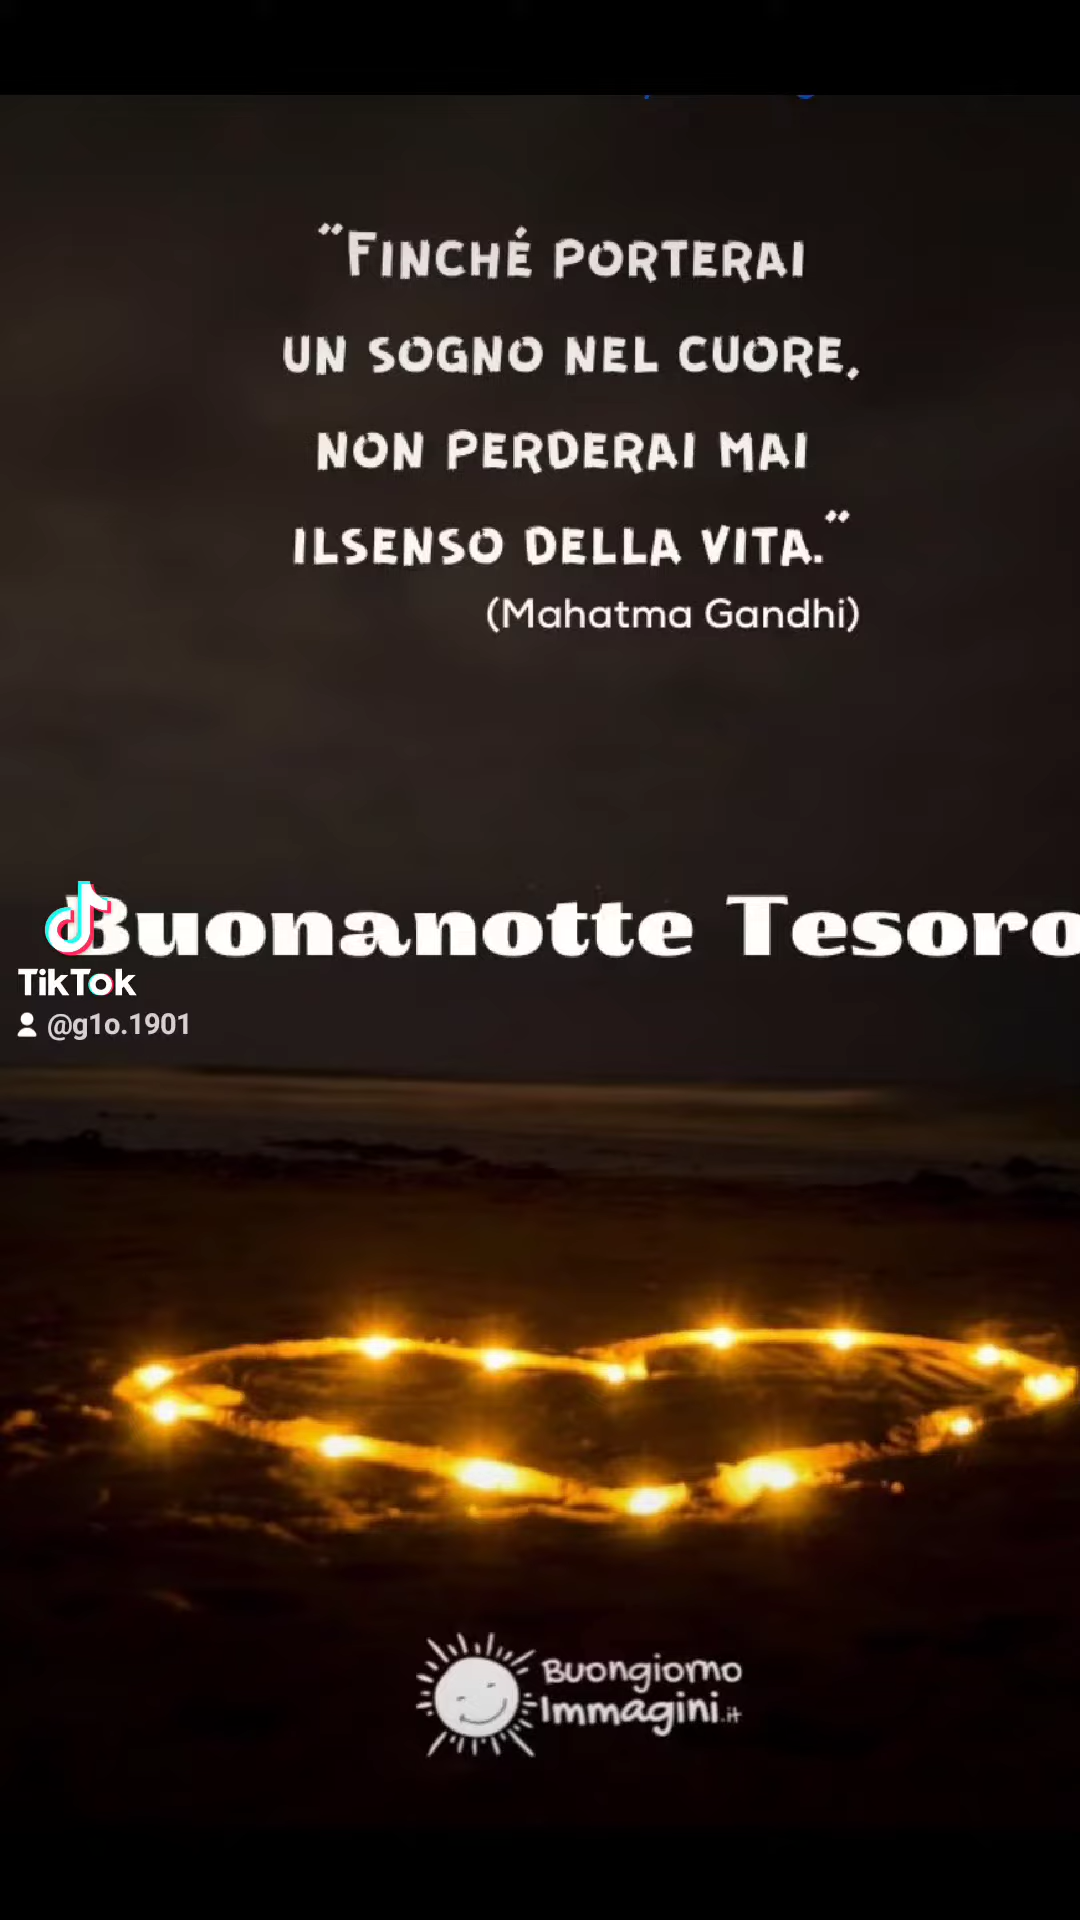 "FINCHÉ PORTERAI
UN SOGNO NEL CUORE,
NON PERDERAI MAI
ILSENSO DELLA VITA."
(Mahatma Gandhi)
Buonanotte Tesoro
TikTok
@g1o.1901
Buongiorno
Immagini.it